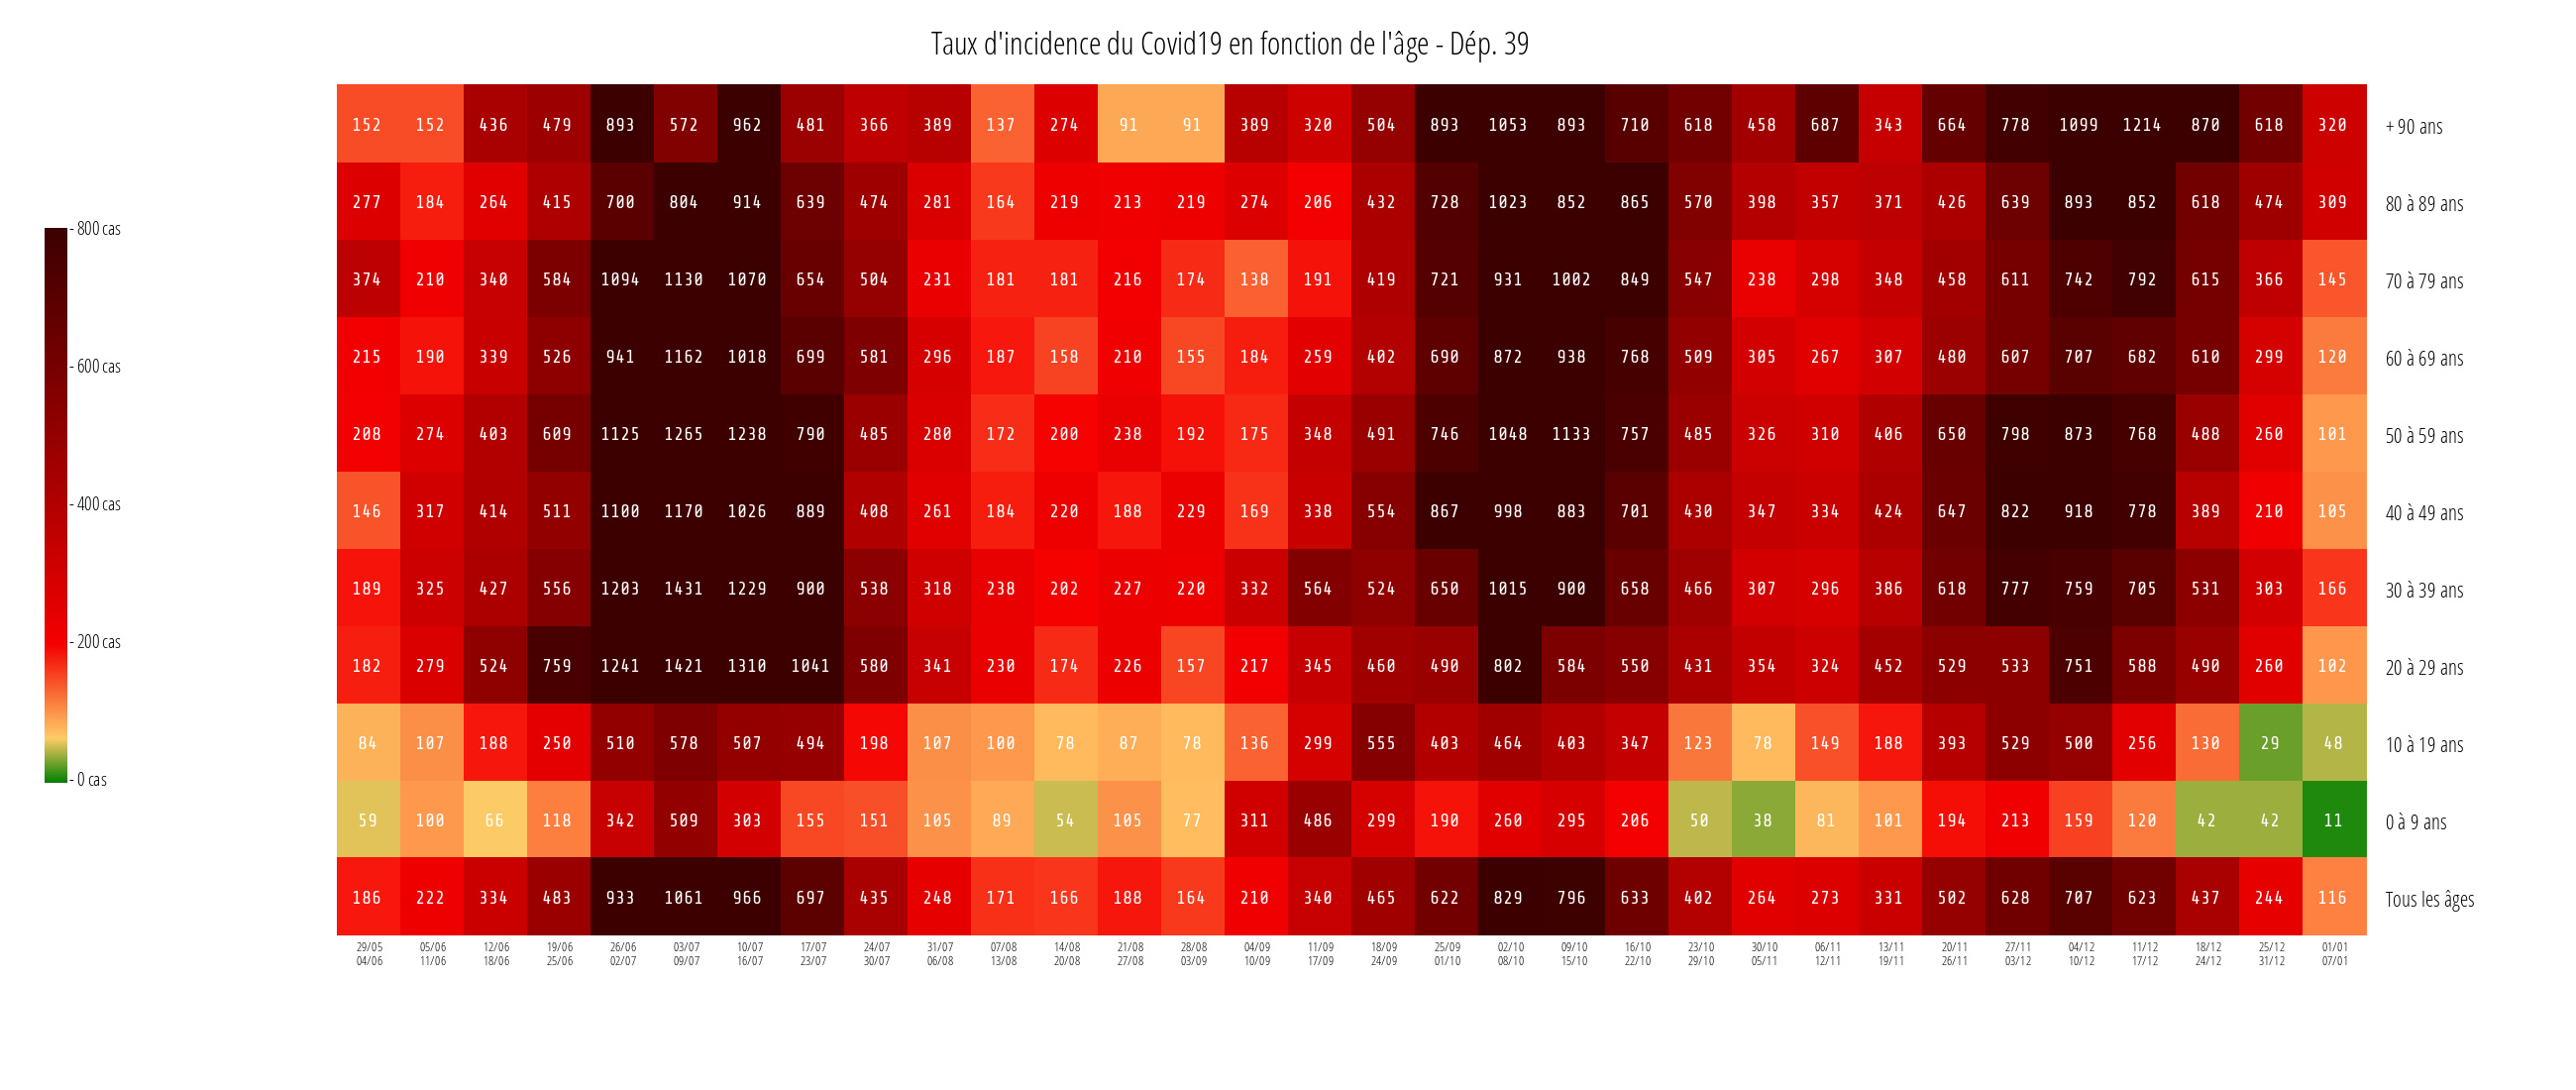 Taux d'incidence du Covid19 en fonction de l'âge - Dép. 39
152 152 436 479 893 572 962 481 366 389 137 274 91 91 389 320 504 893 1053 893 710 618 458 687 343 664 778 1099 1214 870 618 320 + 90 ans
277 184 264 415 700 804 914 639 474 281 164 219 213 219 274 206 432 728 1023 852 865 570 398 357 371 426 639 893 852 618 474 309 80 à 89 ans
- 800 cas
374 210 340 584 1094 1130 1070 654 504 231 181 181 216 174 138 191 419 721 931 1002 849 547 238 298 348 458 611 742 792 615 366 145 70 à 79 ans
215 190 339 526 941 1162 1018 699 581 296 187 158 210 155 184 259 402 690 872 938 768 509 305 267 307 480 607 707 682 610 299 120 60 à 69 ans
- 600 cas
208 274 403 609 1125 1265 1238 790 485 280 172 200 238 192 175 348 491 746 1048 1133 757 485 326 310 406 650 798 873 768 488 260 101 50 à 59 ans
- 400 cas
146 317 414 511 1100 1170 1026 889 408 261 184 220 188 229 169 338 554 867 998 883 701 430 347 334 424 647 822 918 778 389 210 105 40 à 49 ans
189 325 427 556 1203 1431 1229 900 538 318 238 202 227 220 332 564 524 650 1015 900 658 466 307 296 386 618 777 759 705 531 303 166 30 à 39 ans
- 200 cas
182 279 524 759 1241 1421 1310 1041 580 341 230 174 226 157 217 345 460 490 802 584 550 431 354 324 452 529 533 751 588 490 260 102 20 à 29 ans
84 107 188 250 510 578 507 494 198 107 100 78 87 78 136 299 555 403 464 403 347 123 78 149 188 393 529 500 256 130 29 48 10 à 19 ans
- 0 cas
59 100 66 118 342 509 303 155 151 105 89 54 105 77 311 486 299 190 260 295 206 50 38 81 101 194 213 159 120 42 42 11 0 à 9 ans
186 222 334 483 933 1061 966 697 435 248 171 166 188 164 210 340 465 622 829 796 633 402 264 273 331 502 628 707 623 437 244 116 Tous les âges
29/05 05/06 12/06 19/06 26/06 03/07 10/07 17/07 24/07 31/07 07/08 14/08 21/08 28/08 04/09 11/09 18/09 25/09 02/10 09/10 16/10 23/10 30/10 06/11 13/11 20/11 27/11 04/12 11/12 18/12 25/12 01/01
04/06 11/06 18/06 25/06 02/07 09/07 16/07 23/07 30/07 06/08 13/08 20/08 27/08 03/09 10/09 17/09 24/09 01/10 08/10 15/10 22/10 29/10 05/11 12/11 19/11 26/11 03/12 10/12 17/12 24/12 31/12 07/01